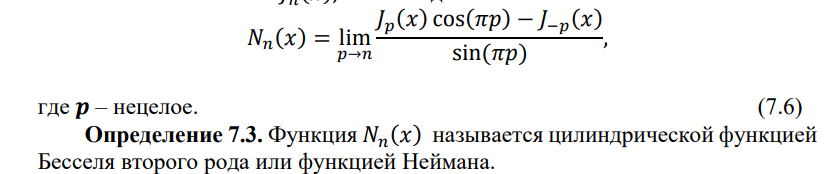 N_n(x) = lim_{p→n} (J_p(x) cos(πp) − J_{−p}(x)) / sin(πp),
где p – нецелое. (7.6)
Определение 7.3. Функция N_n(x) называется цилиндрической функцией
Бесселя второго рода или функцией Неймана.